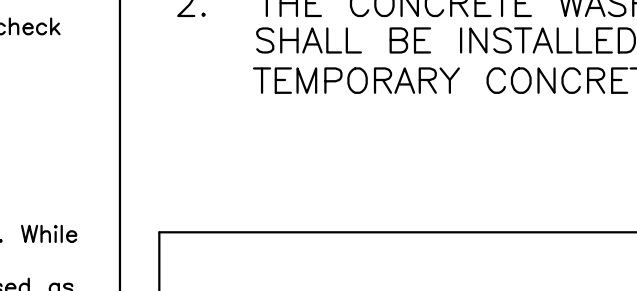 check
. While
sed as
2. THE CONCRETE WASH
SHALL BE INSTALLED
TEMPORARY CONCRET